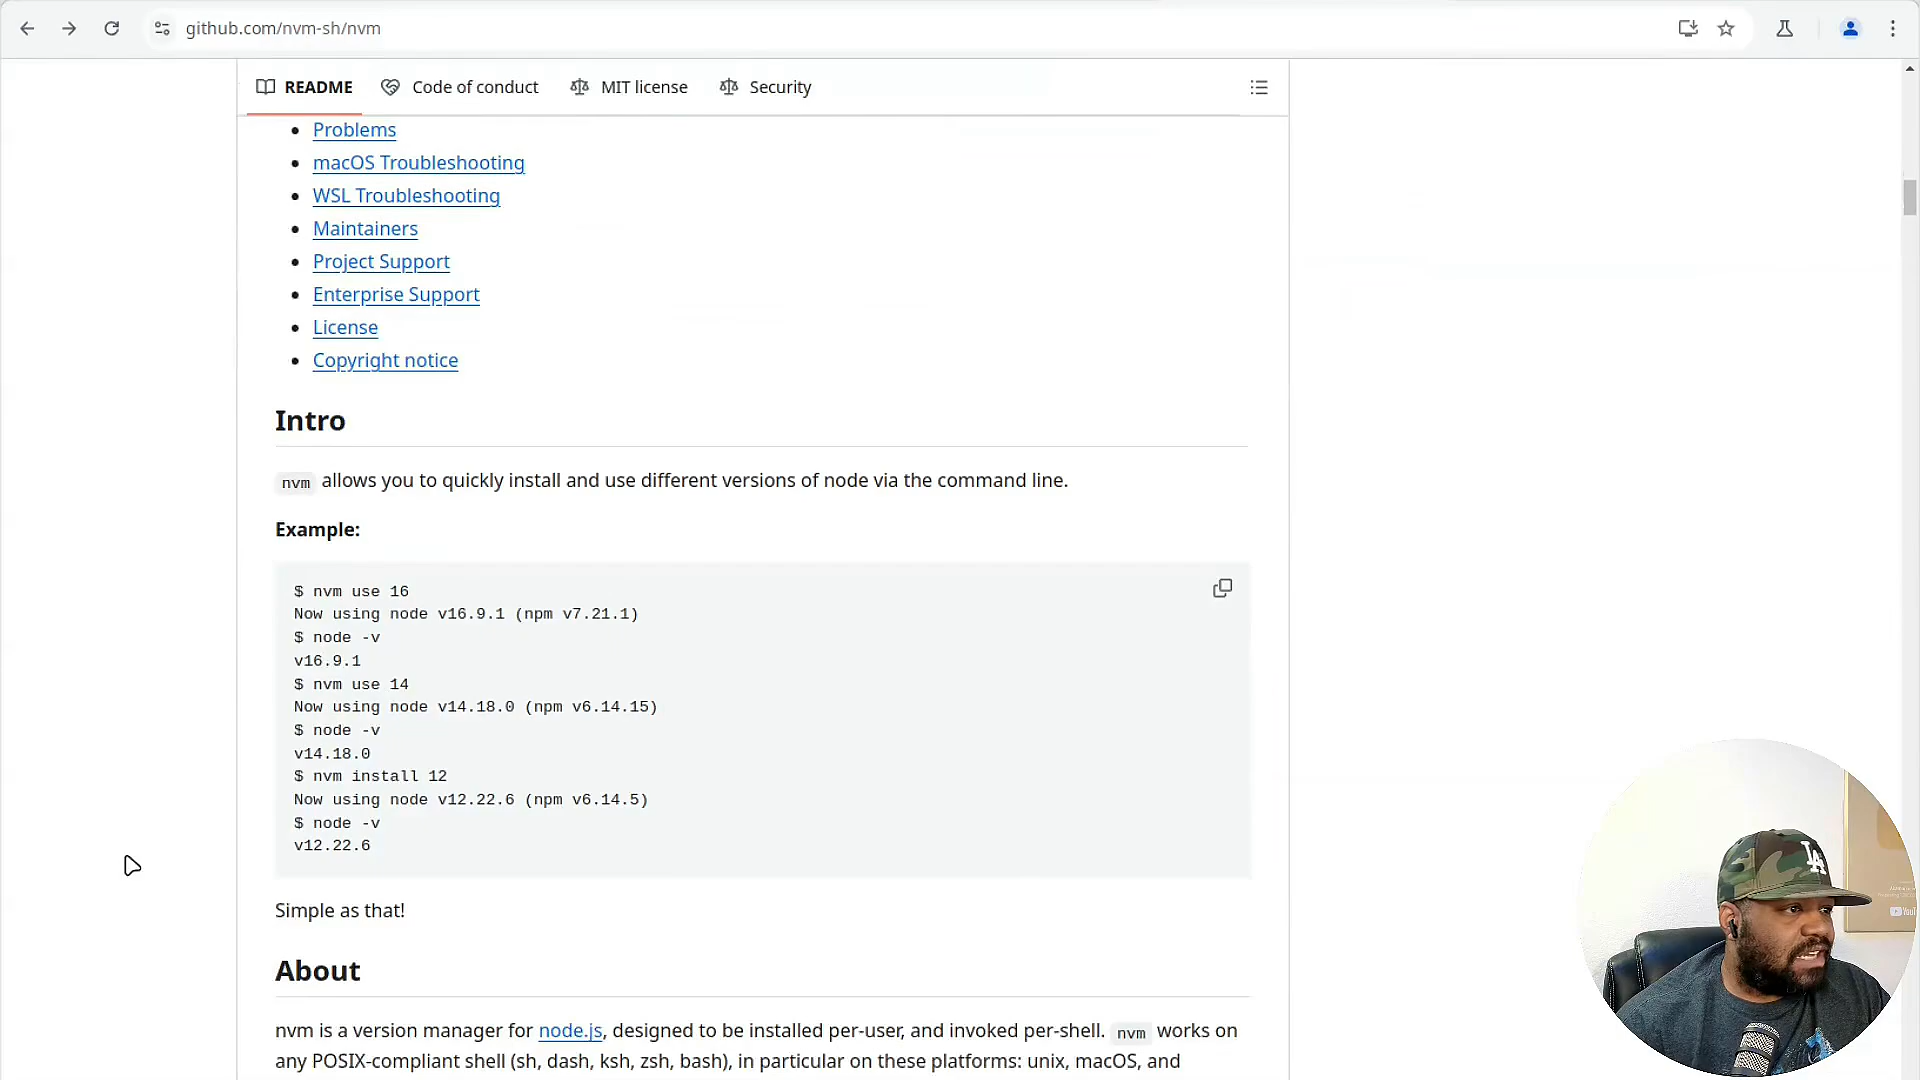 github.com/nvm-sh/nvm
README
Code of conduct
MIT license
Security
Problems
macOS Troubleshooting
WSL Troubleshooting
Maintainers
Project Support
Enterprise Support
License
Copyright notice
Intro
nvm allows you to quickly install and use different versions of node via the command line.
Example:
$ nvm use 16
Now using node v16.9.1 (npm v7.21.1)
$ node -v
v16.9.1
$ nvm use 14
Now using node v14.18.0 (npm v6.14.15)
$ node -v
v14.18.0
$ nvm install 12
Now using node v12.22.6 (npm v6.14.5)
$ node -v
v12.22.6
Simple as that!
About
nvm is a version manager for node.js, designed to be installed per-user, and invoked per-shell. nvm works on
any POSIX-compliant shell (sh, dash, ksh, zsh, bash), in particular on these platforms: unix, macOS, and
LA